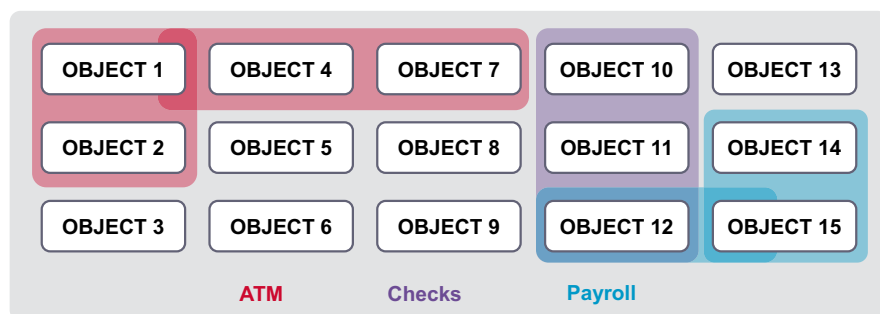 OBJECT 1 OBJECT 4 OBJECT 7 OBJECT 10 OBJECT 13
OBJECT 2 OBJECT 5 OBJECT 8 OBJECT 11 OBJECT 14
OBJECT 3 OBJECT 6 OBJECT 9 OBJECT 12 OBJECT 15
ATM Checks Payroll